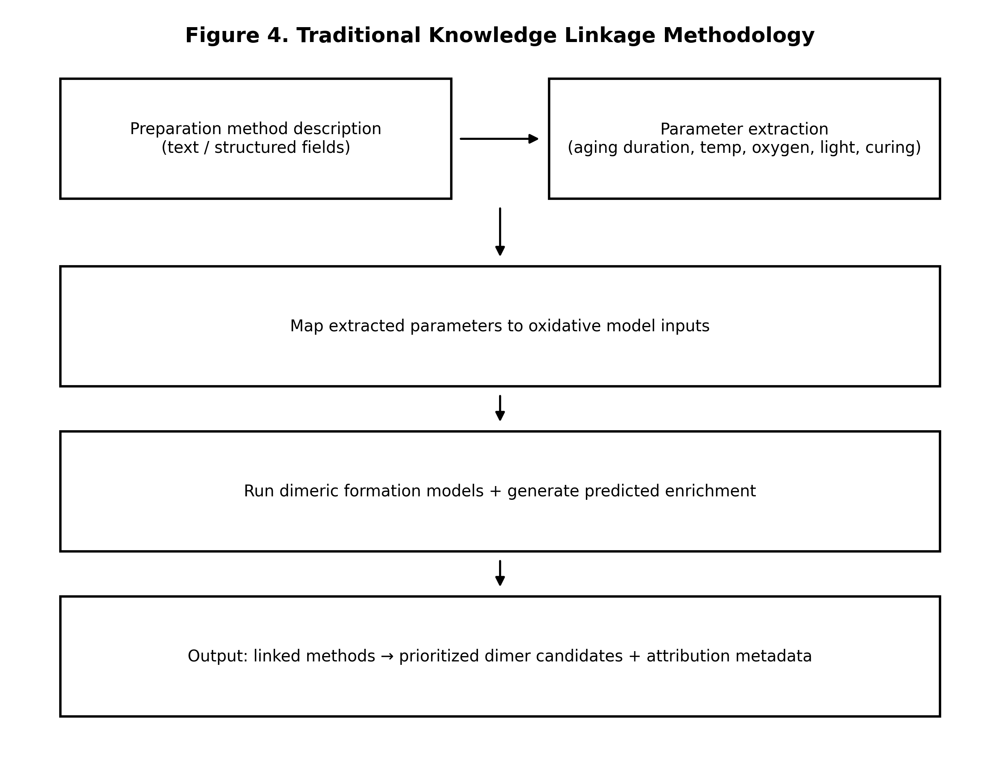 Figure 4. Traditional Knowledge Linkage Methodology
Preparation method description
(text / structured fields)
Parameter extraction
(aging duration, temp, oxygen, light, curing)
Map extracted parameters to oxidative model inputs
Run dimeric formation models + generate predicted enrichment
Output: linked methods → prioritized dimer candidates + attribution metadata